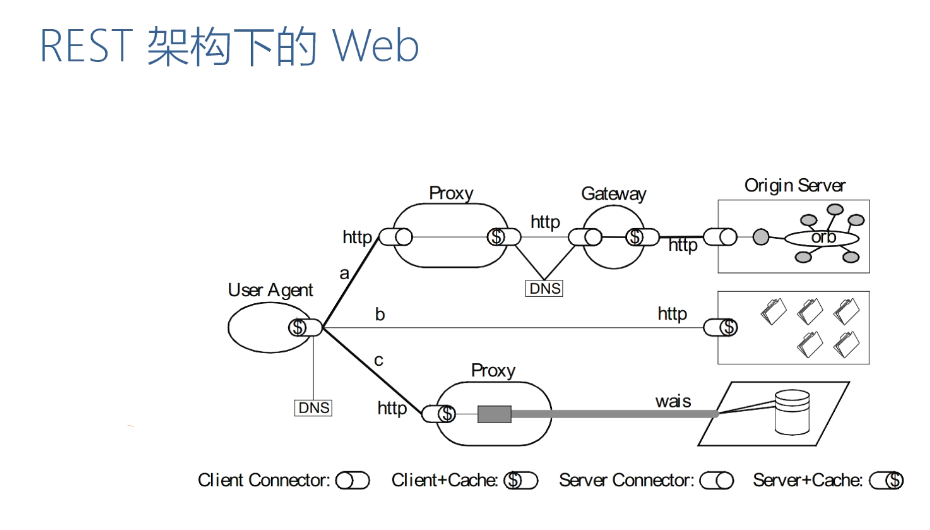 REST 架构下的 Web
Origin Server
Proxy
Gateway
http
http
http
orb
a
DNS
User Agent
$
$
$
b
http
$
c
Proxy
DNS
http
$
wais
Client Connector:
Client+Cache: $
Server Connector:
Server+Cache: $